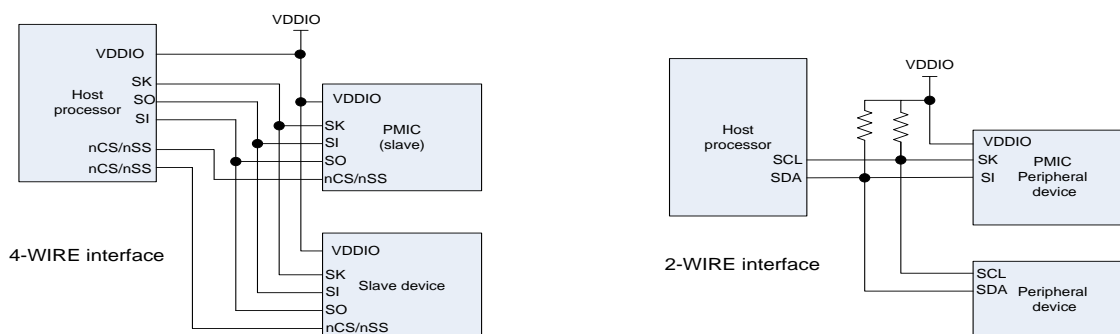 VDDIO
Host
processor
VDDIO
SK
SO
SI
nCS/nSS
nCS/nSS
VDDIO
SK
SI
SO
nCS/nSS
PMIC
(slave)
VDDIO
SK
SI
SO
nCS/nSS
Slave device
4-WIRE interface
VDDIO
Host
processor
SCL
SDA
VDDIO
SK
SI
PMIC
Peripheral
device
SCL
SDA
Peripheral
device
2-WIRE interface